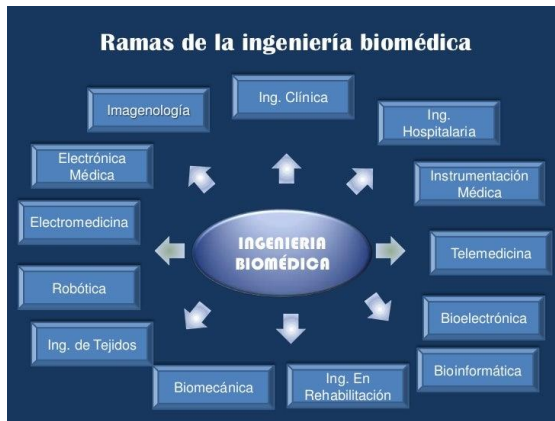 Ramas de la ingeniería biomédica
Ing. Clínica
Imagenología
Ing.
Hospitalaria
Electrónica
Médica
Instrumentación
Médica
Electromedicina
INGENIERIA
BIOMÉDICA
Telemedicina
Robótica
Bioelectrónica
Ing. de Tejidos
Bioinformática
Biomecánica
Ing. En
Rehabilitación